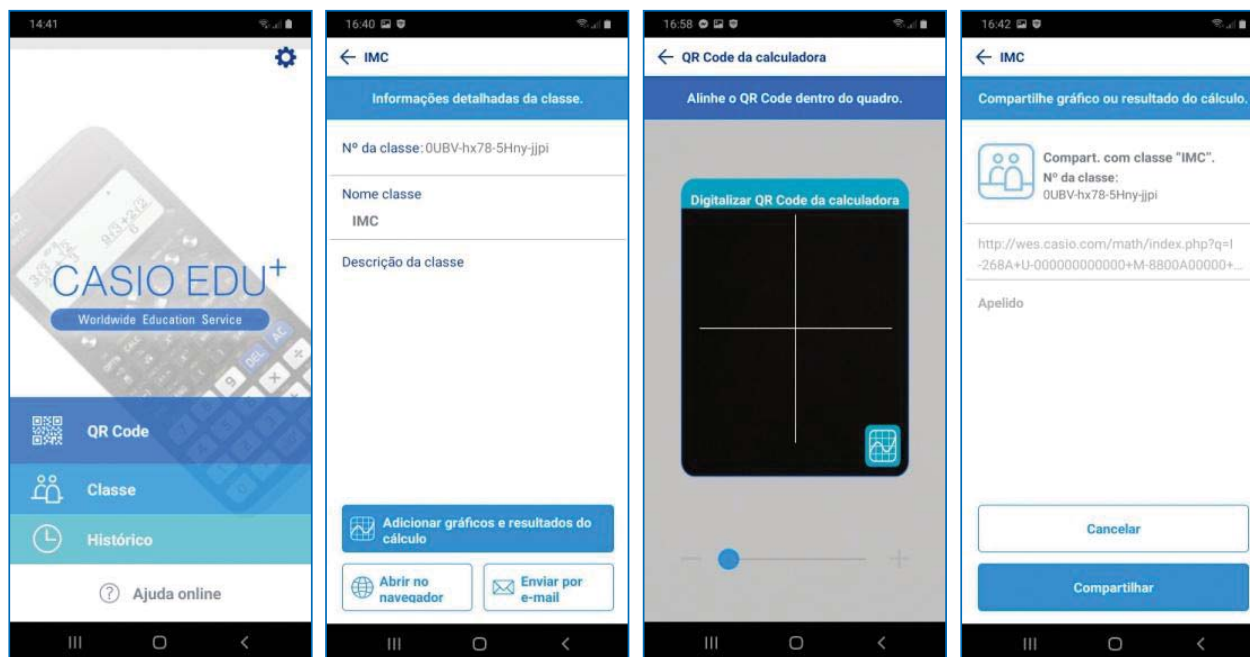 14:41
CASIO EDU+
Worldwide Education Service
QR Code
Classe
Histórico
? Ajuda online
16:40
← IMC
Informações detalhadas da classe.
Nº da classe: 0UBV-hx78-5Hny-jjpi
Nome classe
IMC
Descrição da classe
Adicionar gráficos e resultados do
cálculo
Abrir no
navegador
Enviar por
e-mail
16:58
← QR Code da calculadora
Alinhe o QR Code dentro do quadro.
Digitalizar QR Code da calculadora
16:42
← IMC
Compartilhe gráfico ou resultado do cálculo.
Compart. com classe "IMC".
Nº da classe:
0UBV-hx78-5Hny-jjpi
http://wes.casio.com/math/index.php?q=I
-268A+U-000000000000+M-8800A00000+...
Apelido
Cancelar
Compartilhar